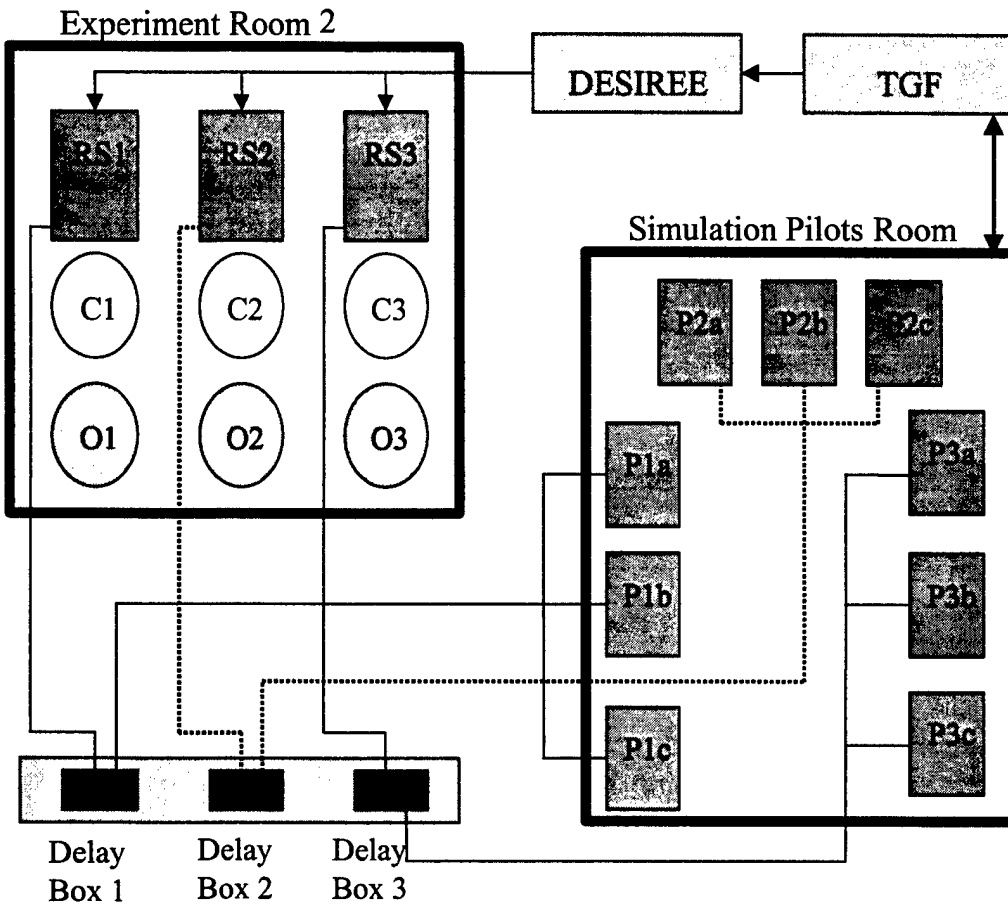 Experiment Room 2
DESIREE
TGF
RS1
RS2
RS3
Simulation Pilots Room
C1
C2
C3
P2a
P2b
P2c
O1
O2
O3
P1a
P3a
P1b
P3b
P1c
P3c
Delay
Box 1
Delay
Box 2
Delay
Box 3